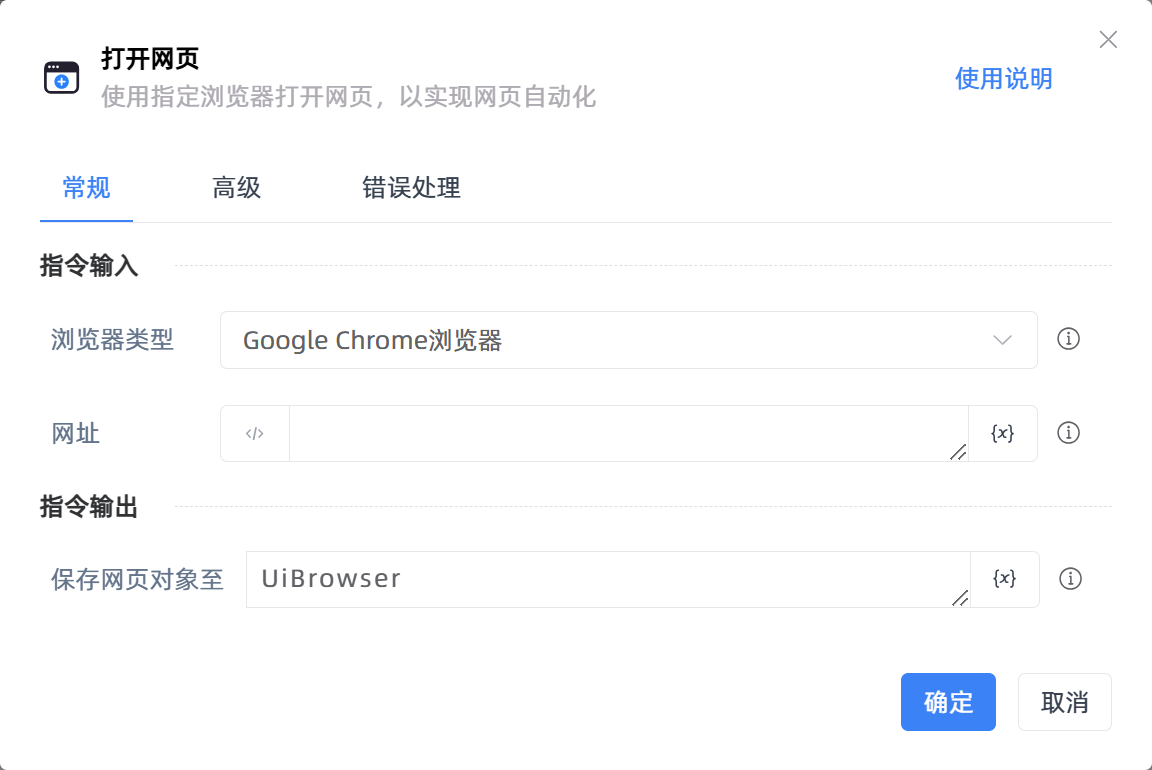 打开网页
使用指定浏览器打开网页，以实现网页自动化
使用说明
常规 高级 错误处理
指令输入
浏览器类型 Google Chrome浏览器
网址 </> {x}
指令输出
保存网页对象至 UiBrowser {x}
确定 取消